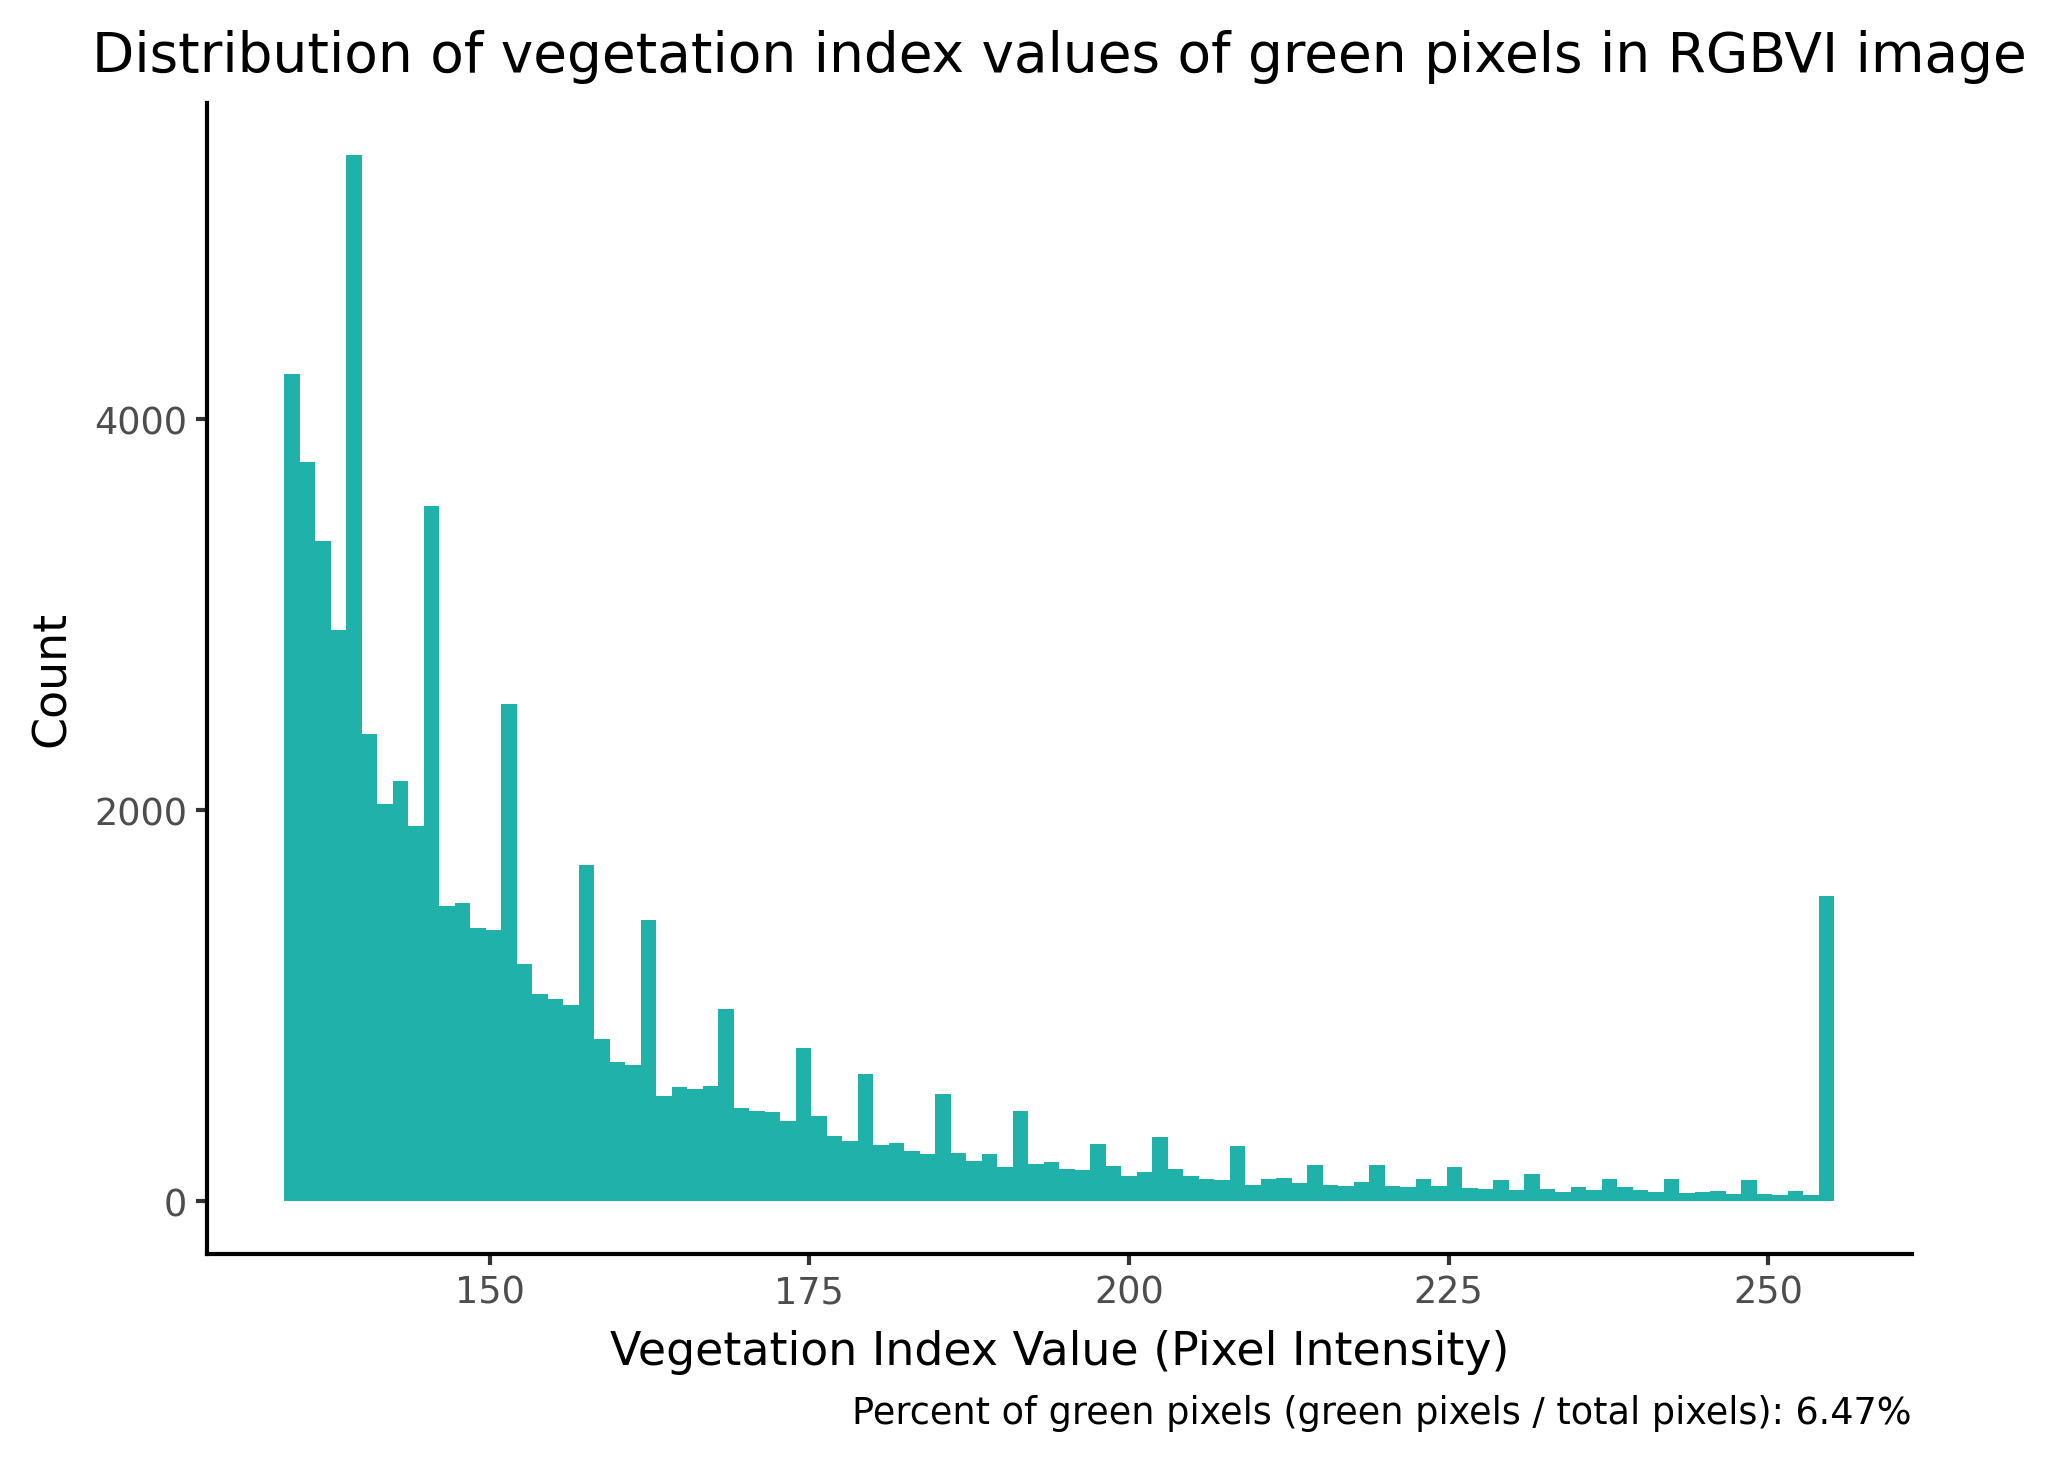 Distribution of vegetation index values of green pixels in RGBVI image
Count
4000
2000
0
150 175 200 225 250
Vegetation Index Value (Pixel Intensity)
Percent of green pixels (green pixels / total pixels): 6.47%